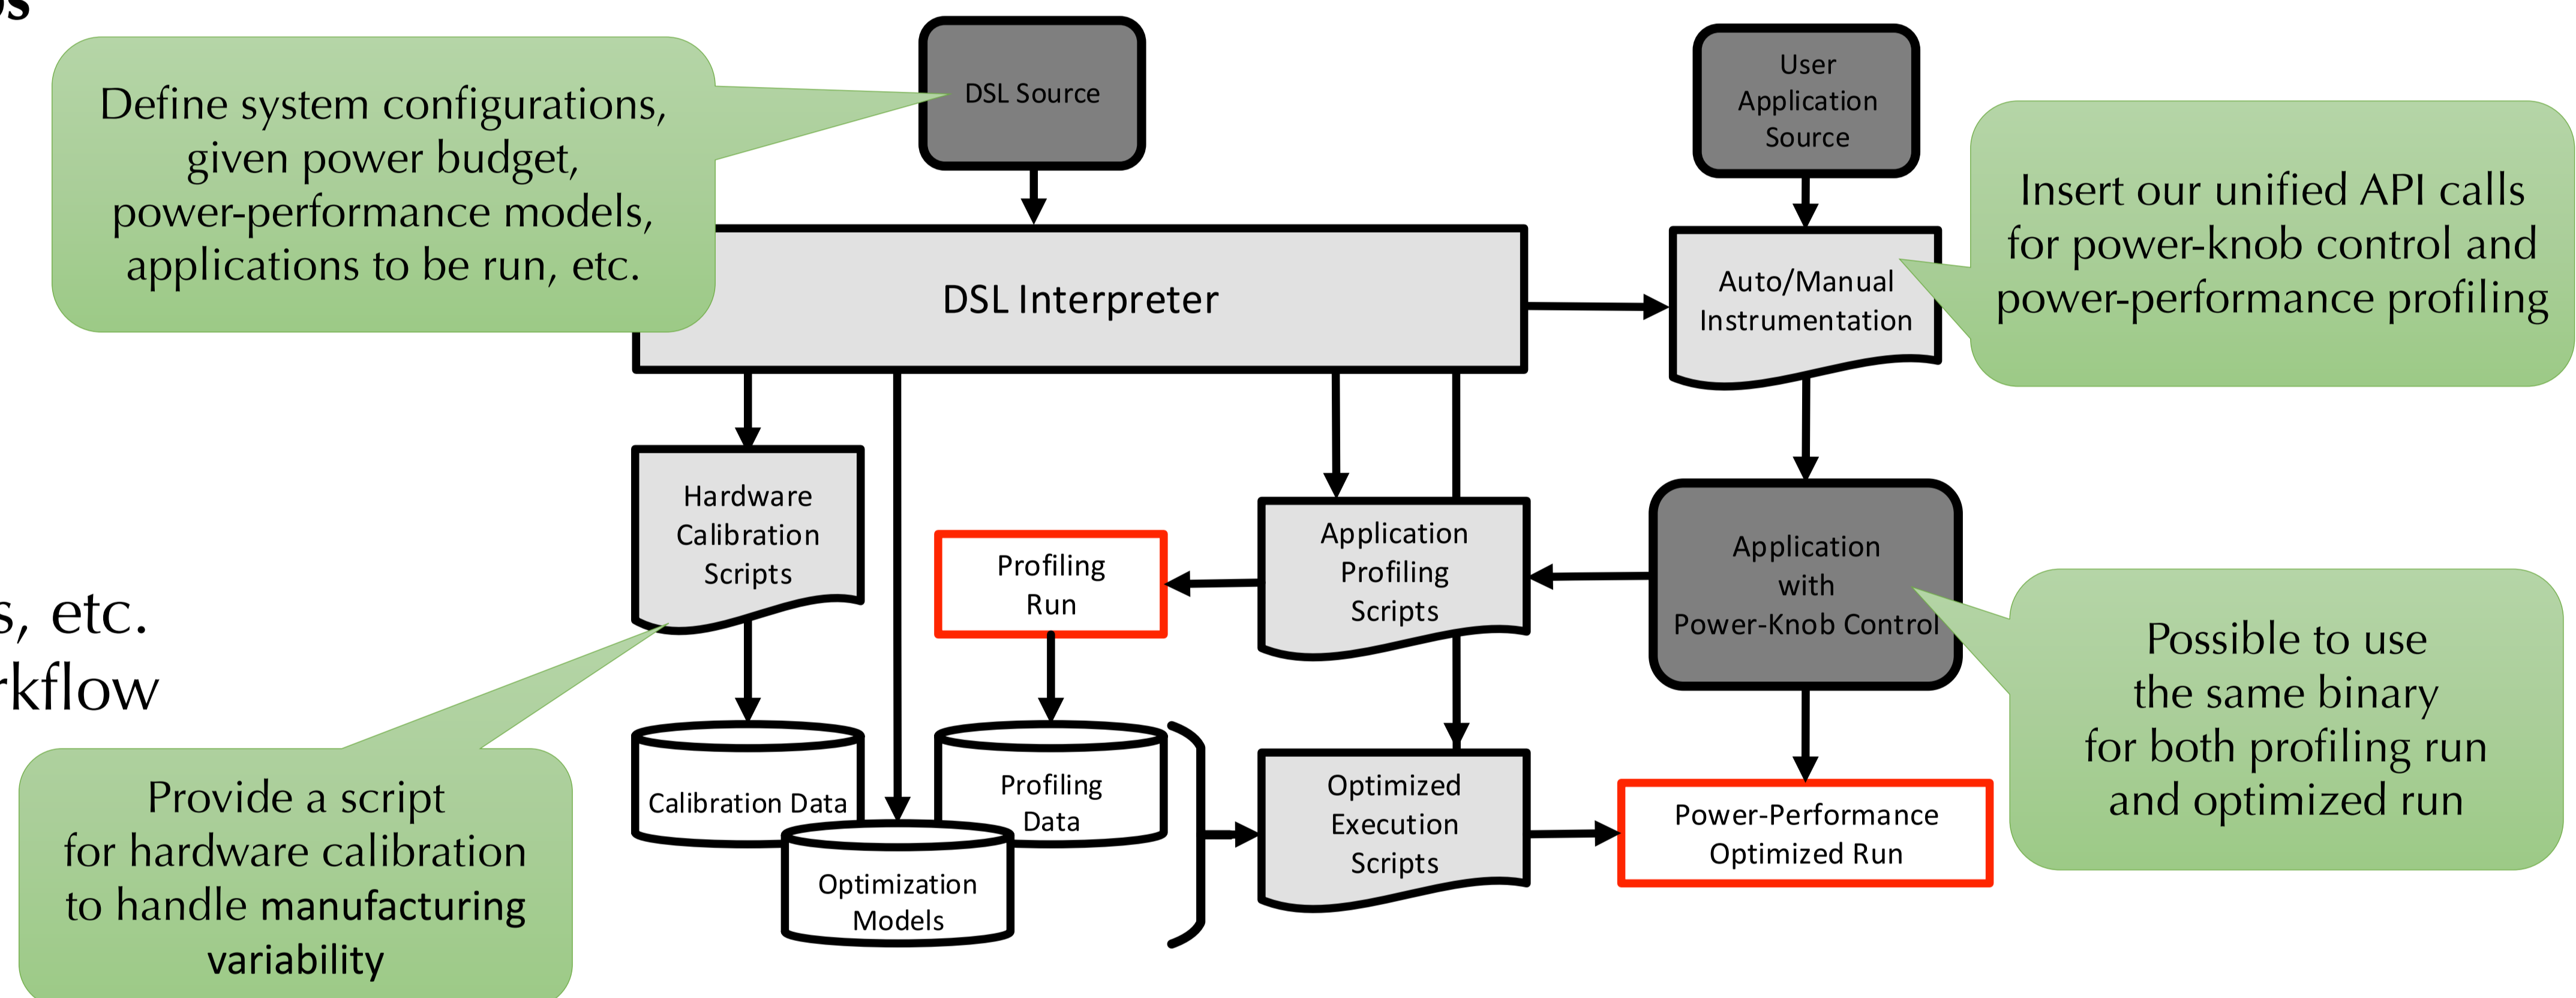 Define system configurations,
given power budget,
power-performance models,
applications to be run, etc.
DSL Source
User
Application
Source
Insert our unified API calls
for power-knob control and
power-performance profiling
DSL Interpreter
Auto/Manual
Instrumentation
Hardware
Calibration
Scripts
Profiling
Run
Application
Profiling
Scripts
Application
with
Power-Knob Control
s, etc.
rkflow
Possible to use
the same binary
for both profiling run
and optimized run
Provide a script
for hardware calibration
to handle manufacturing
variability
Calibration Data
Profiling
Data
Optimization
Models
Optimized
Execution
Scripts
Power-Performance
Optimized Run